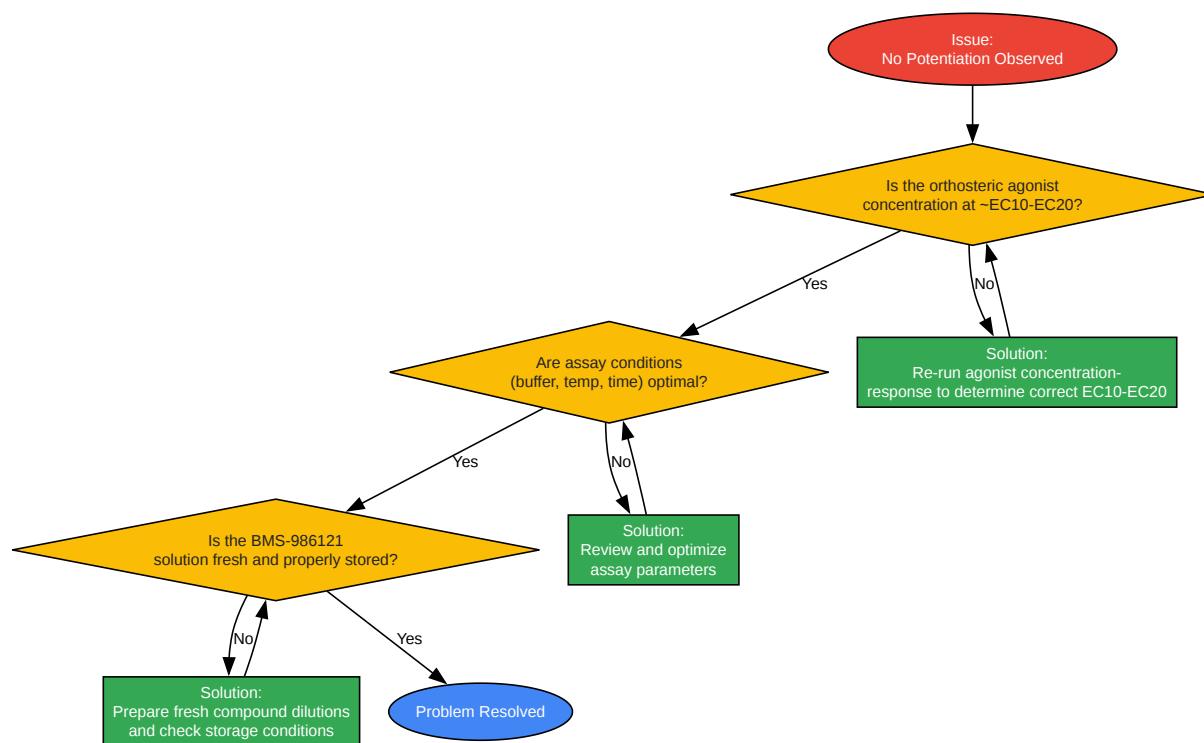 Issue:
No Potentiation Observed
Is the orthosteric agonist
concentration at ~EC10-EC20?
Yes
No
Solution:
Re-run agonist concentration-
response to determine correct EC10-EC20
Are assay conditions
(buffer, temp, time) optimal?
Yes
No
Solution:
Review and optimize
assay parameters
Is the BMS-986121
solution fresh and properly stored?
No
Yes
Solution:
Prepare fresh compound dilutions
and check storage conditions
Problem Resolved